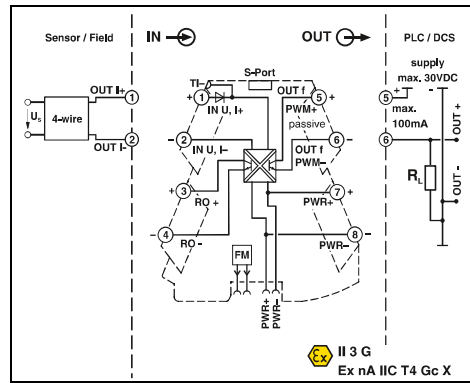 Sensor / Field
IN
OUT
PLC / DCS
supply
max. 30VDC
S-Port
TI–
OUT f
OUT I+
1
1
+
IN U, I+
PWM+
5
+
5
+
-
max.
100mA
passive
OUT +
Us
4-wire
OUT I-
2
2
–
IN U, I–
OUT f
PWM–
6
–
6
RL
OUT -
3
+
RO +
7
+
PWR+
4
–
RO -
8
–
PWR–
FM
PWR+
PWR–
Ex
II 3 G
Ex nA IIC T4 Gc X